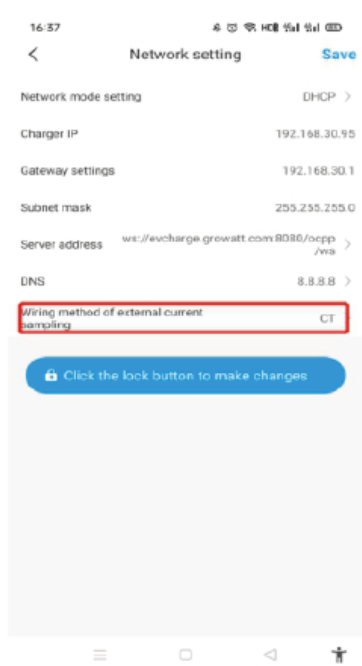 16:37
Network setting
Save
Network mode setting DHCP
Charger IP 192.168.30.95
Gateway settings 192.168.30.1
Subnet mask 255.255.255.0
Server address ws://evcharge.growatt.com:8080/ocpp
/ws
DNS 8.8.8.8
Wiring method of external current
sampling CT
Click the lock button to make changes